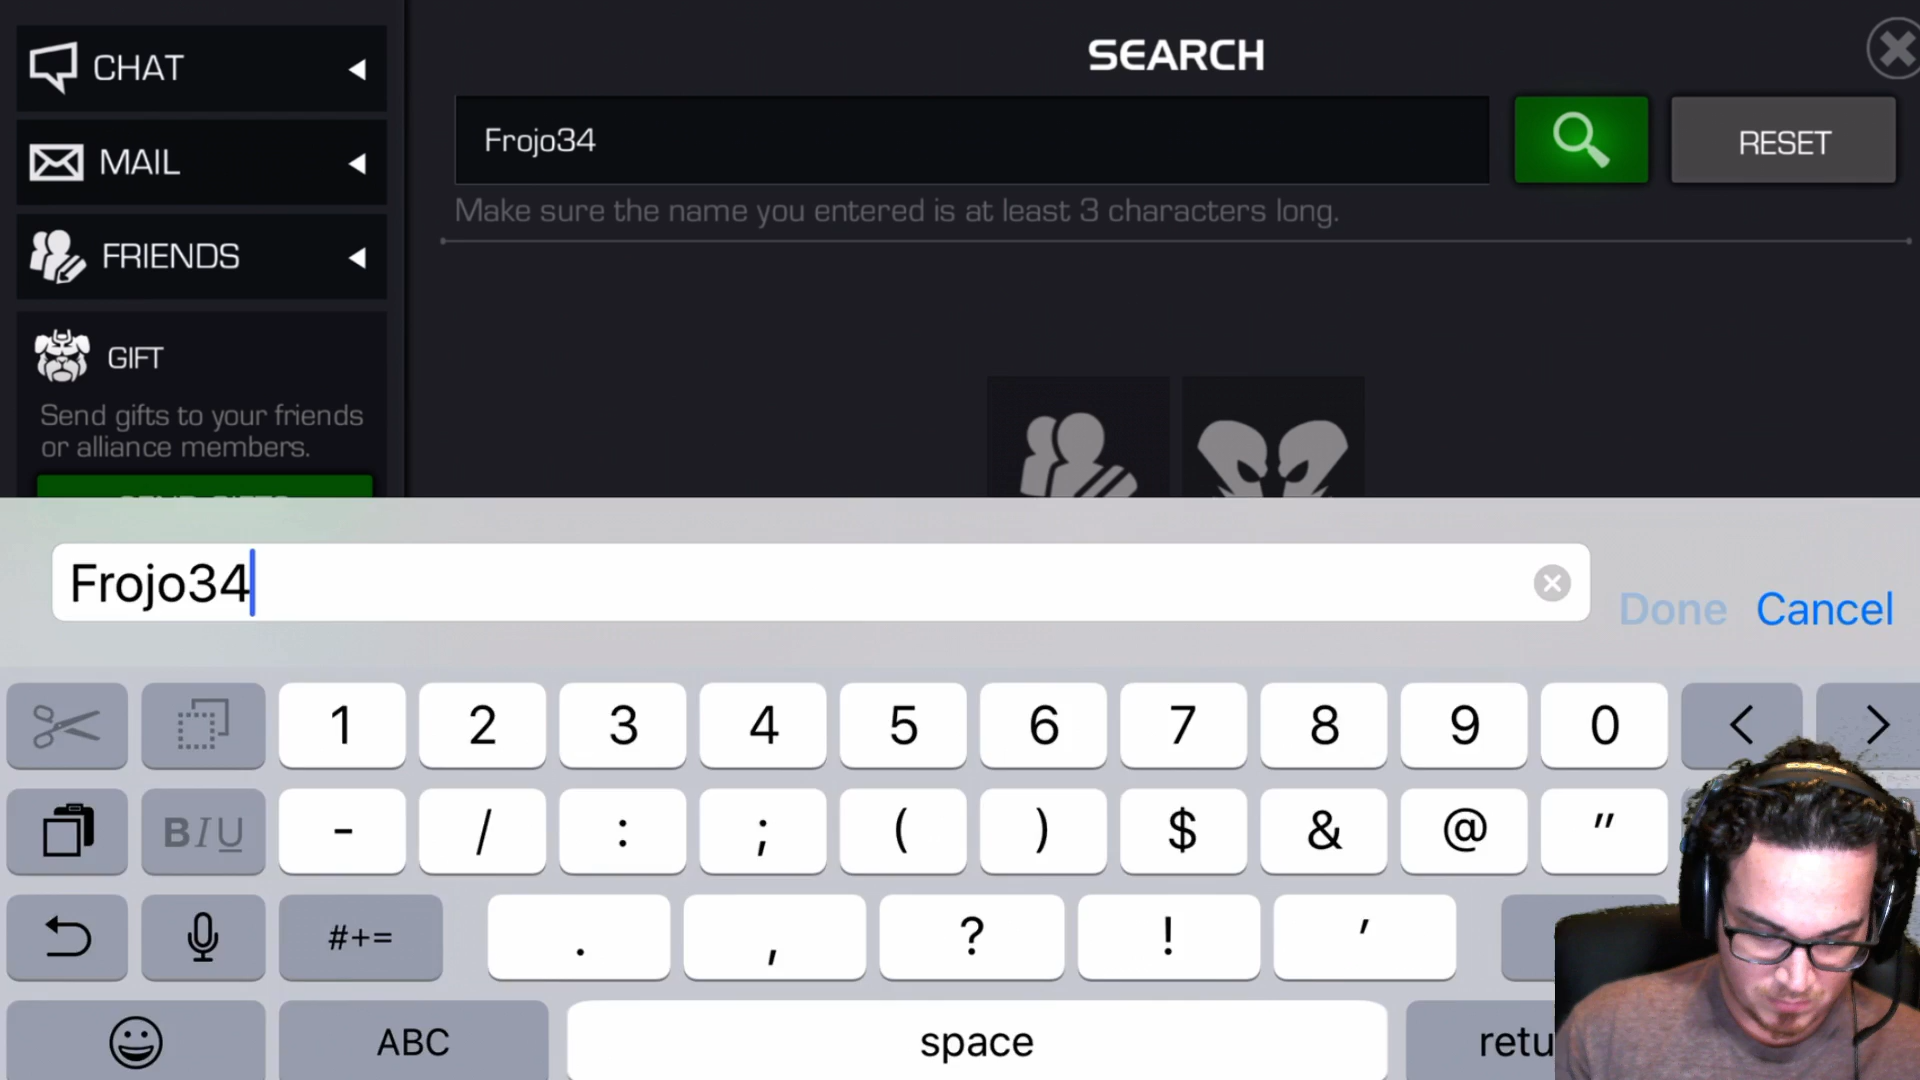 CHAT
MAIL
FRIENDS
GIFT
Send gifts to your friends
or alliance members.
SEARCH
Frojo34
RESET
Make sure the name you entered is at least 3 characters long.
Frojo34
Done Cancel
1 2 3 4 5 6 7 8 9 0 < >
BIU - / : ; ( ) $ & @ "
#+= . , ? ! '
ABC space retu